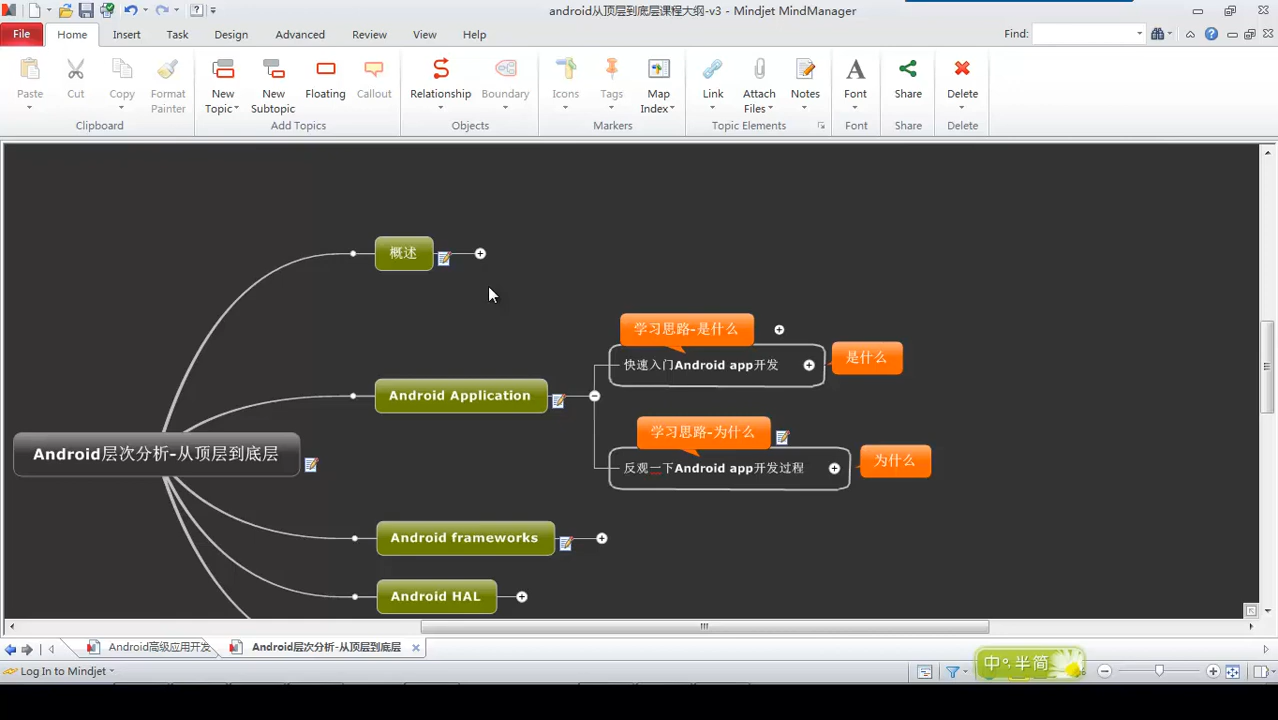 android从顶层到底层课程大纲-v3 - Mindjet MindManager
File Home Insert Task Design Advanced Review View Help Find:
Paste Cut Copy Format Painter New Topic New Subtopic Floating Callout Relationship Boundary Icons Tags Map Index Link Attach Files Notes Font Share Delete
Clipboard Add Topics Objects Markers Topic Elements Font Share Delete
概述
学习思路-是什么
快速入门Android app开发
是什么
Android Application
学习思路-为什么
反观一下Android app开发过程
为什么
Android层次分析-从顶层到底层
Android frameworks
Android HAL
Android高级应用开发 Android层次分析-从顶层到底层
Log In to Mindjet
中°,半简